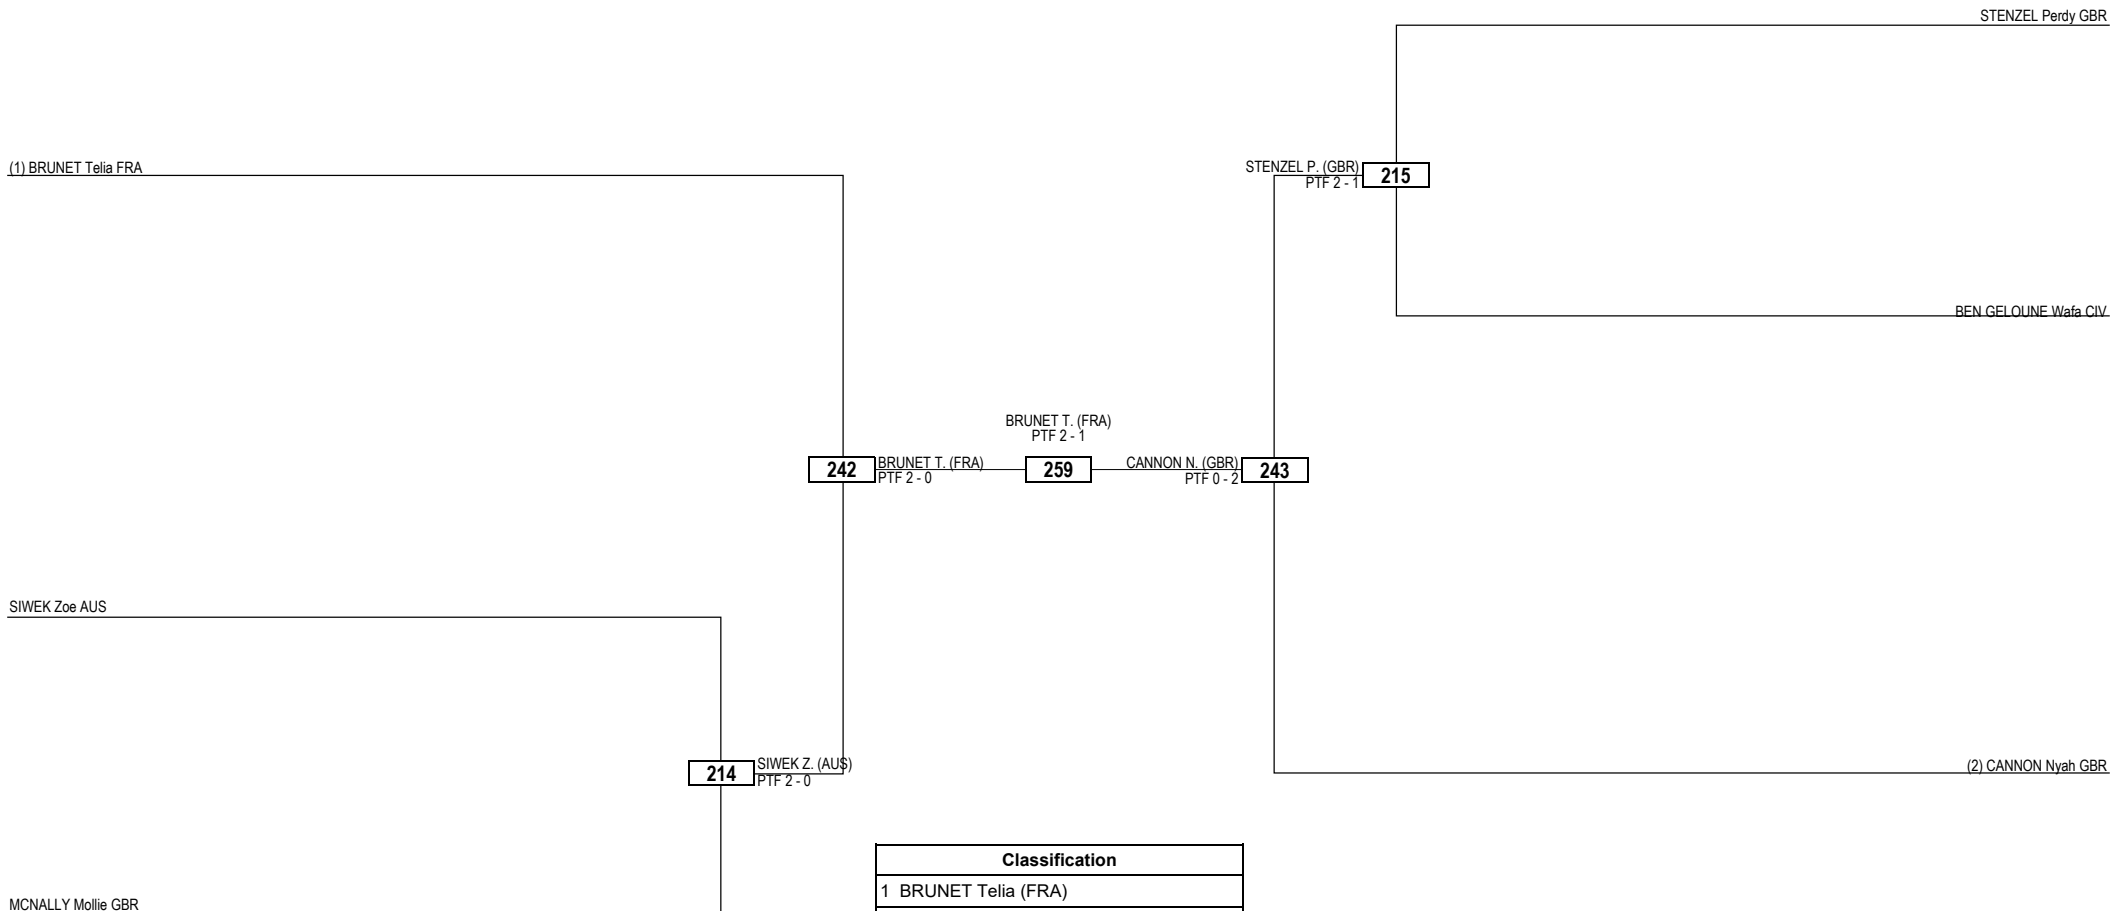 STENZEL Perdy GBR
(1) BRUNET Telia FRA
STENZEL P. (GBR)
PTF 2 - 1
215
BEN GELOUNE Wafa CIV
BRUNET T. (FRA)
PTF 2 - 1
242
BRUNET T. (FRA)
PTF 2 - 0
259
CANNON N. (GBR)
PTF 0 - 2
243
SIWEK Zoe AUS
214
SIWEK Z. (AUS)
PTF 2 - 0
(2) CANNON Nyah GBR
Classification
1 BRUNET Telia (FRA)
MCNALLY Mollie GBR